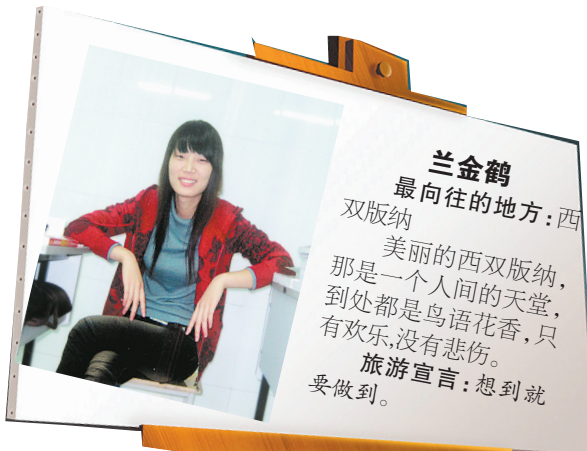 兰金鹤
最向往的地方：西
双版纳
美丽的西双版纳，
那是一个人间的天堂，
到处都是鸟语花香，只
有欢乐，没有悲伤。
旅游宣言：想到就
要做到。